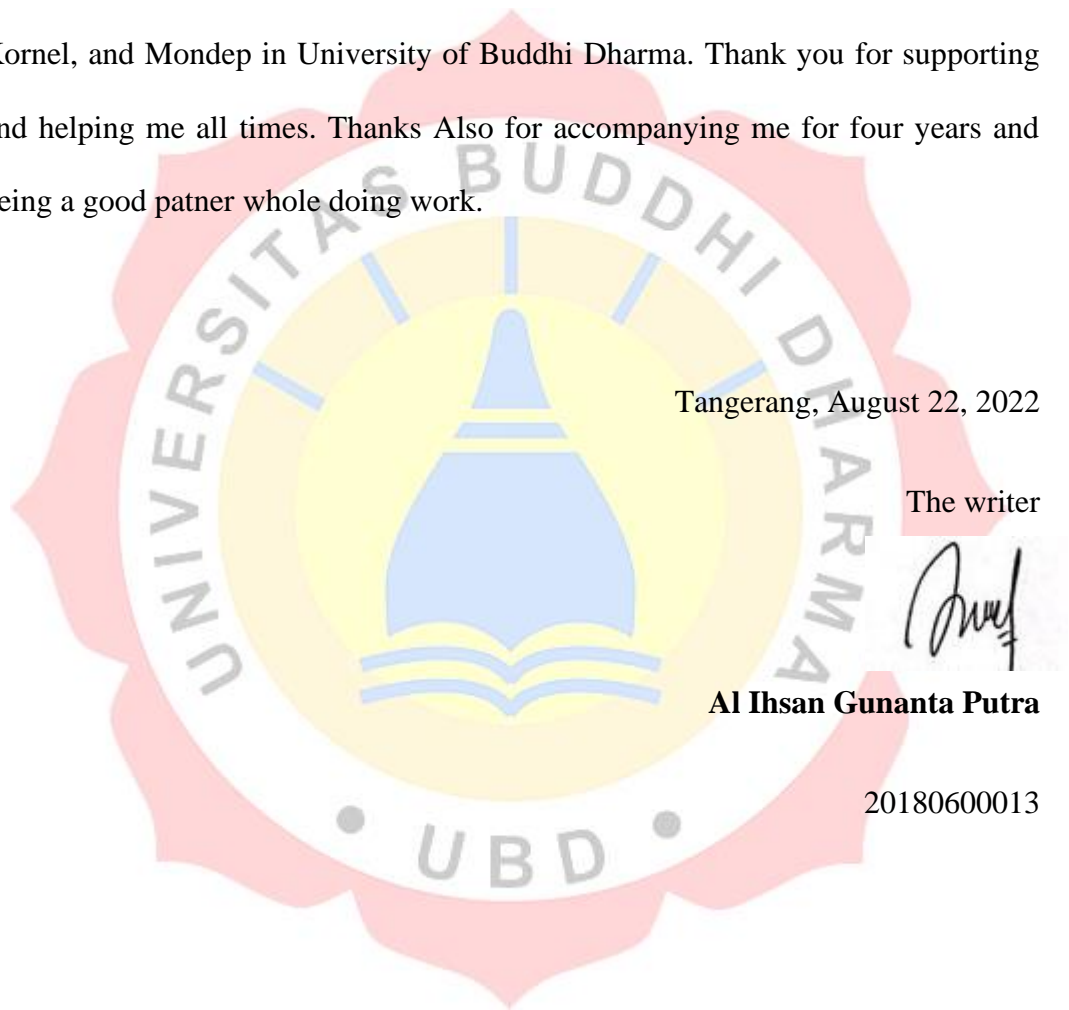 Kornel, and Mondep in University of Buddhi Dharma. Thank you for supporting
and helping me all times. Thanks Also for accompanying me for four years and
being a good patner whole doing work.
UNIVERSITAS BUDDHI DHARMA
Tangerang, August 22, 2022
The writer
Al Ihsan Gunanta Putra
20180600013
• UBD •